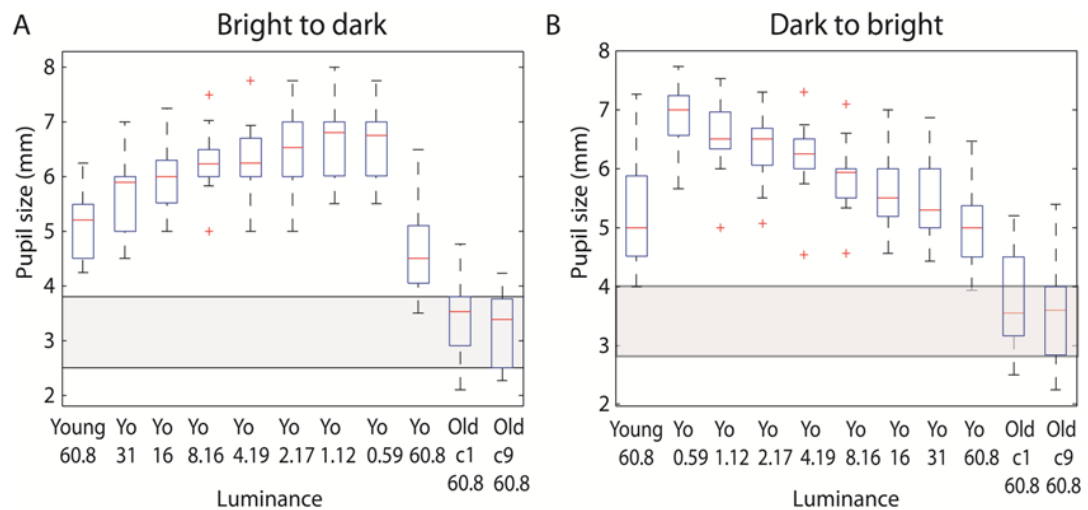 A
Bright to dark
Pupil size (mm)
8
7
6
5
4
3
2
Young Yo Yo Yo Yo Yo Yo Yo Yo Old Old
60.8 31 16 8.16 4.19 2.17 1.12 0.59 60.8 c1 c9
60.8 60.8
Luminance
B
Dark to bright
Pupil size (mm)
8
7
6
5
4
3
2
Young Yo Yo Yo Yo Yo Yo Yo Yo Old Old
60.8 0.59 1.12 2.17 4.19 8.16 16 31 60.8 c1 c9
60.8 60.8
Luminance